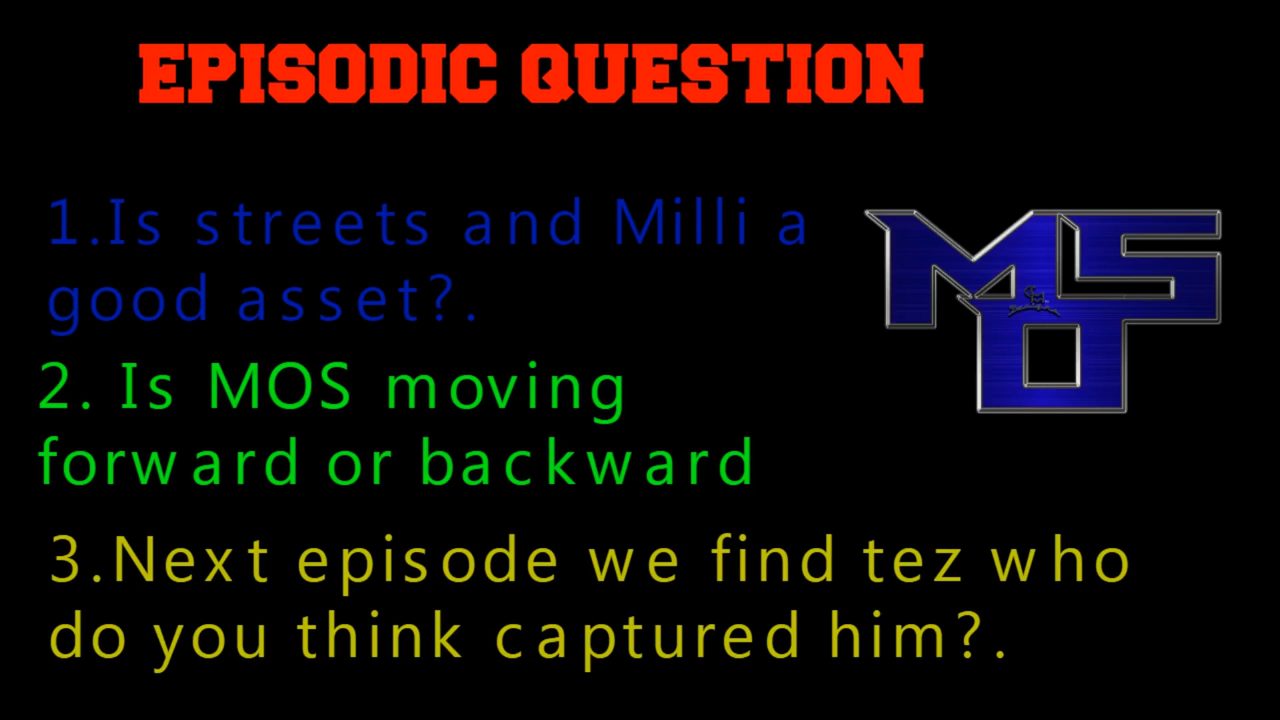 EPISODIC QUESTION
1.Is streets and Milli a
good asset?.
MOS
2. Is MOS moving
forward or backward
3.Next episode we find tez who
do you think captured him?.